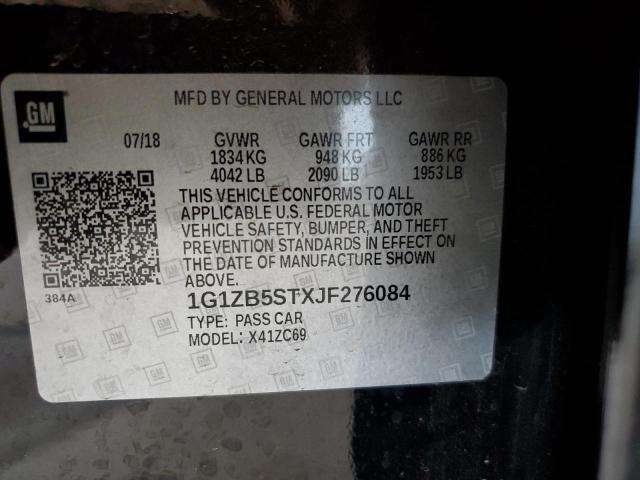 GM
MFD BY GENERAL MOTORS LLC
07/18 GVWR GAWR FRT GAWR RR
1834 KG 948 KG 886 KG
4042 LB 2090 LB 1953 LB
THIS VEHICLE CONFORMS TO ALL
APPLICABLE U.S. FEDERAL MOTOR
VEHICLE SAFETY, BUMPER, AND THEFT
PREVENTION STANDARDS IN EFFECT ON
THE DATE OF MANUFACTURE SHOWN
ABOVE.
384A
1G1ZB5STXJF276084
TYPE: PASS CAR
MODEL: X41ZC69